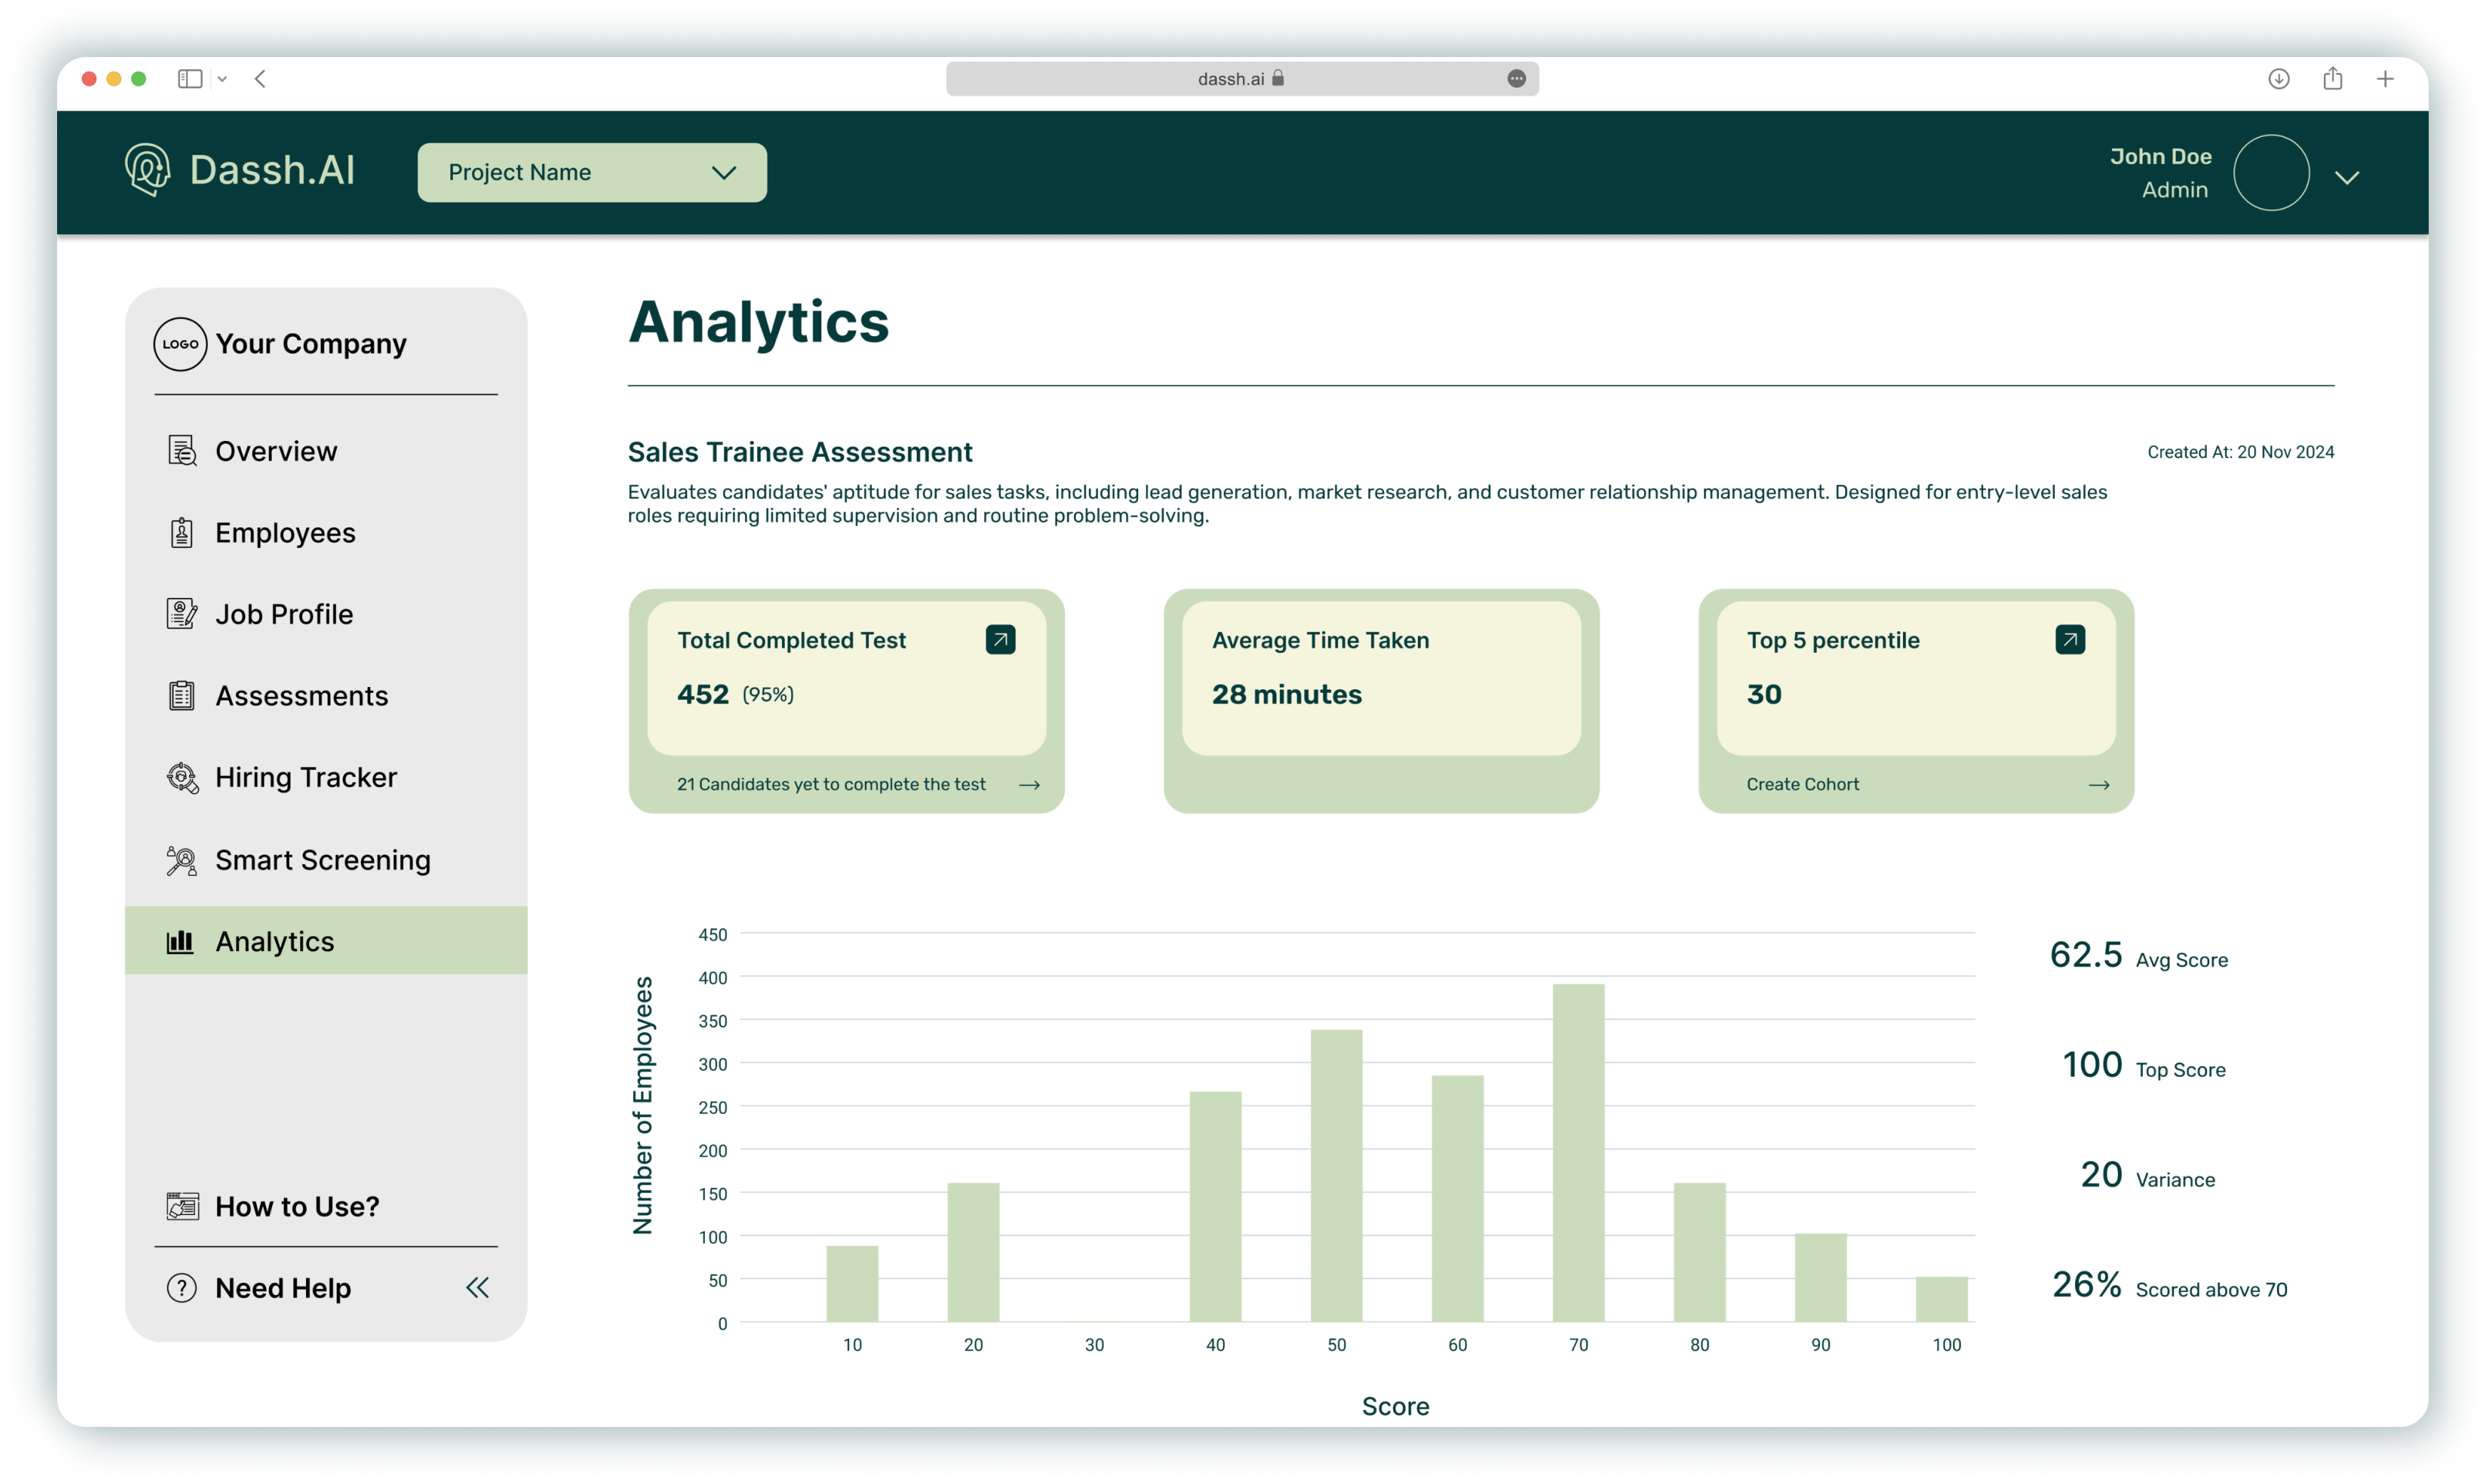 dassh.ai
Dassh.AI
Project Name
John Doe
Admin
LOGO
Your Company
Overview
Employees
Job Profile
Assessments
Hiring Tracker
Smart Screening
Analytics
How to Use?
Need Help
Analytics
Sales Trainee Assessment
Created At: 20 Nov 2024
Evaluates candidates' aptitude for sales tasks, including lead generation, market research, and customer relationship management. Designed for entry-level sales
roles requiring limited supervision and routine problem-solving.
Total Completed Test
452 (95%)
21 Candidates yet to complete the test
Average Time Taken
28 minutes
Top 5 percentile
30
Create Cohort
Number of Employees
450
400
350
300
250
200
150
100
50
0
10 20 30 40 50 60 70 80 90 100
Score
62.5 Avg Score
100 Top Score
20 Variance
26% Scored above 70